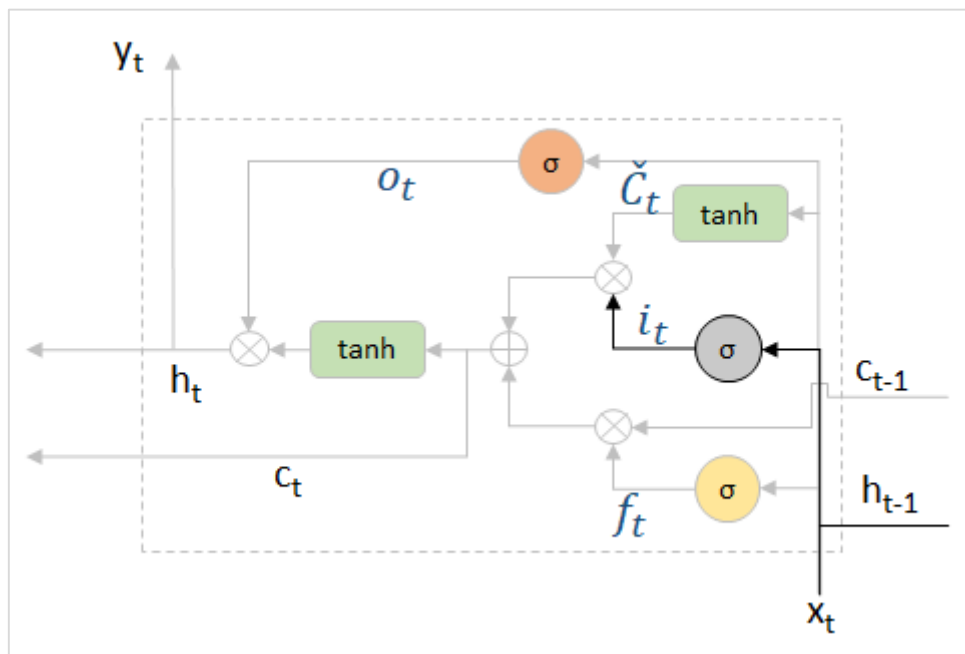 yₜ
σ
oₜ
Čₜ
tanh
iₜ
σ
tanh
hₜ
cₜ₋₁
cₜ
σ
fₜ
hₜ₋₁
xₜ